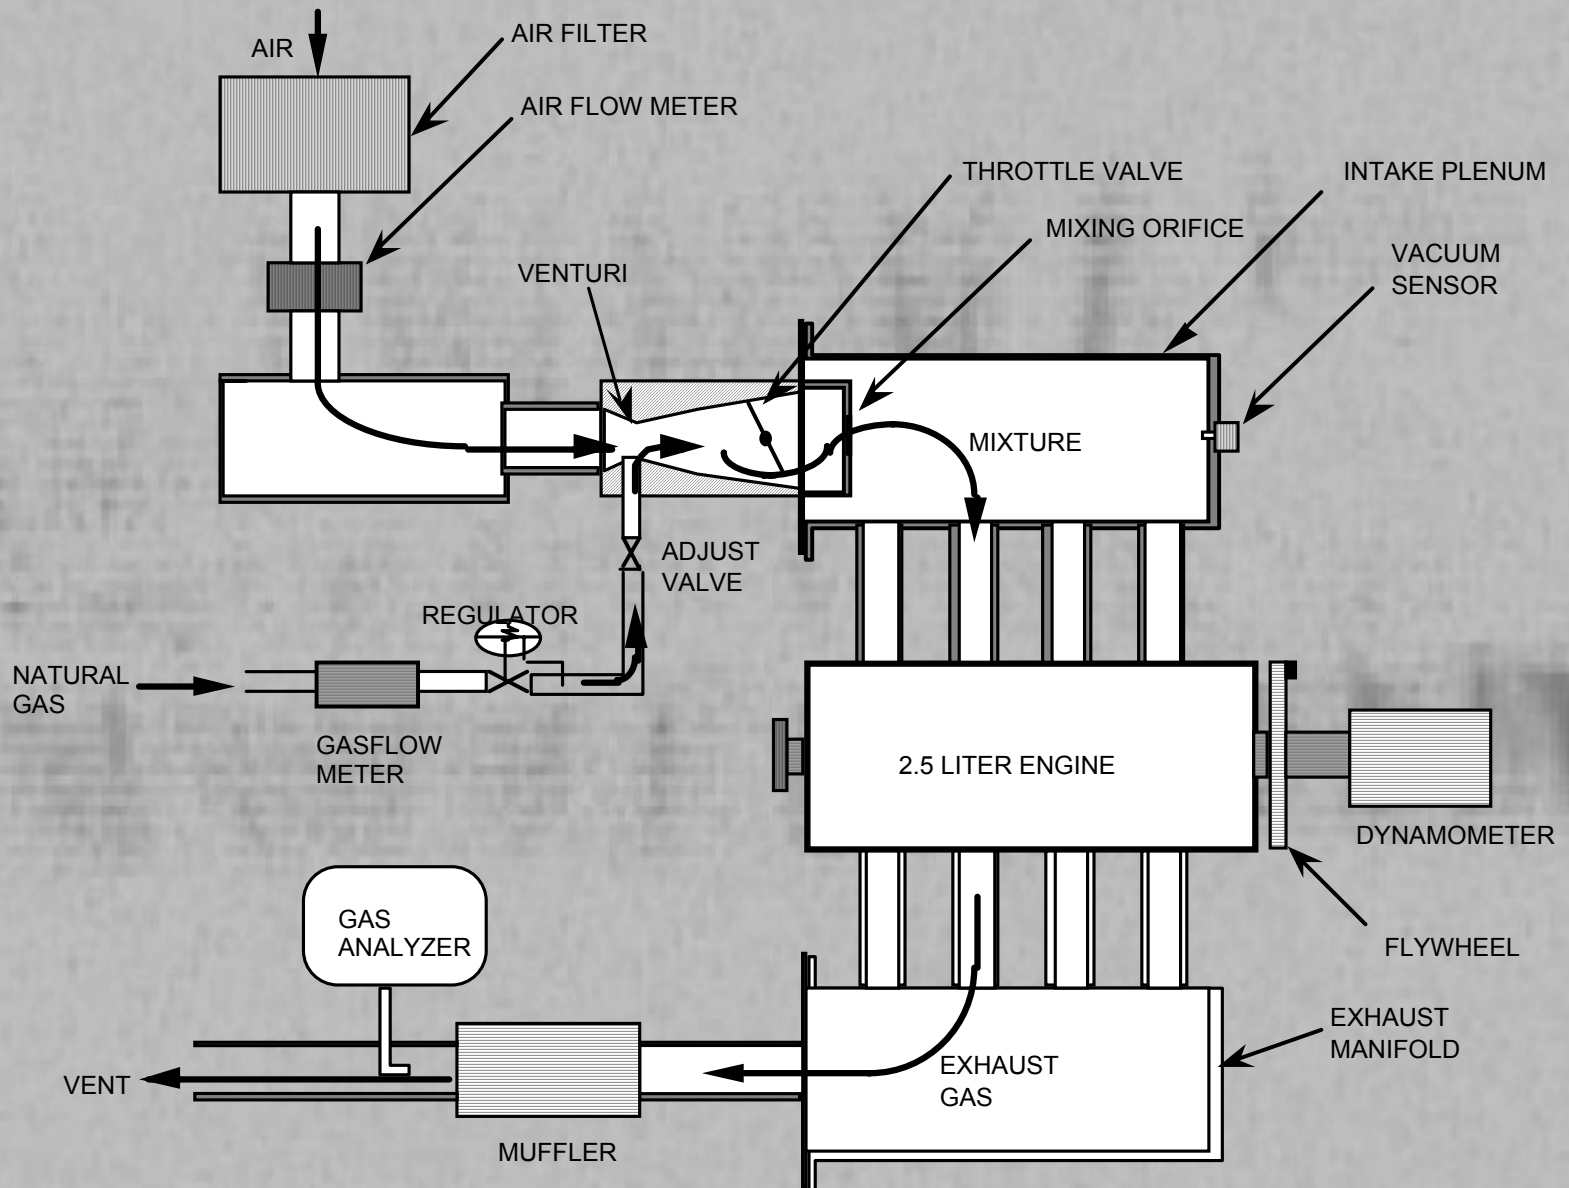 AIR
AIR FILTER
AIR FLOW METER
THROTTLE VALVE
INTAKE PLENUM
MIXING ORIFICE
VACUUM
SENSOR
VENTURI
MIXTURE
ADJUST
VALVE
REGULATOR
NATURAL
GAS
GASFLOW
METER
2.5 LITER ENGINE
DYNAMOMETER
FLYWHEEL
GAS
ANALYZER
EXHAUST
MANIFOLD
EXHAUST
GAS
VENT
MUFFLER